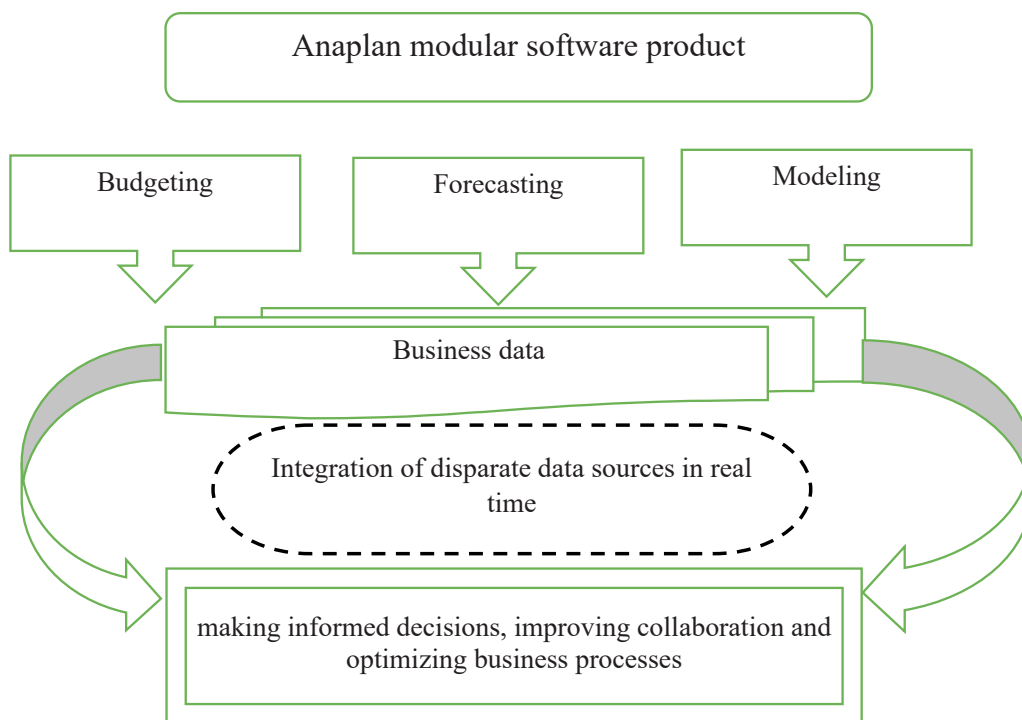 Anaplan modular software product
Budgeting
Forecasting
Modeling
Business data
Integration of disparate data sources in real
time
making informed decisions, improving collaboration and
optimizing business processes